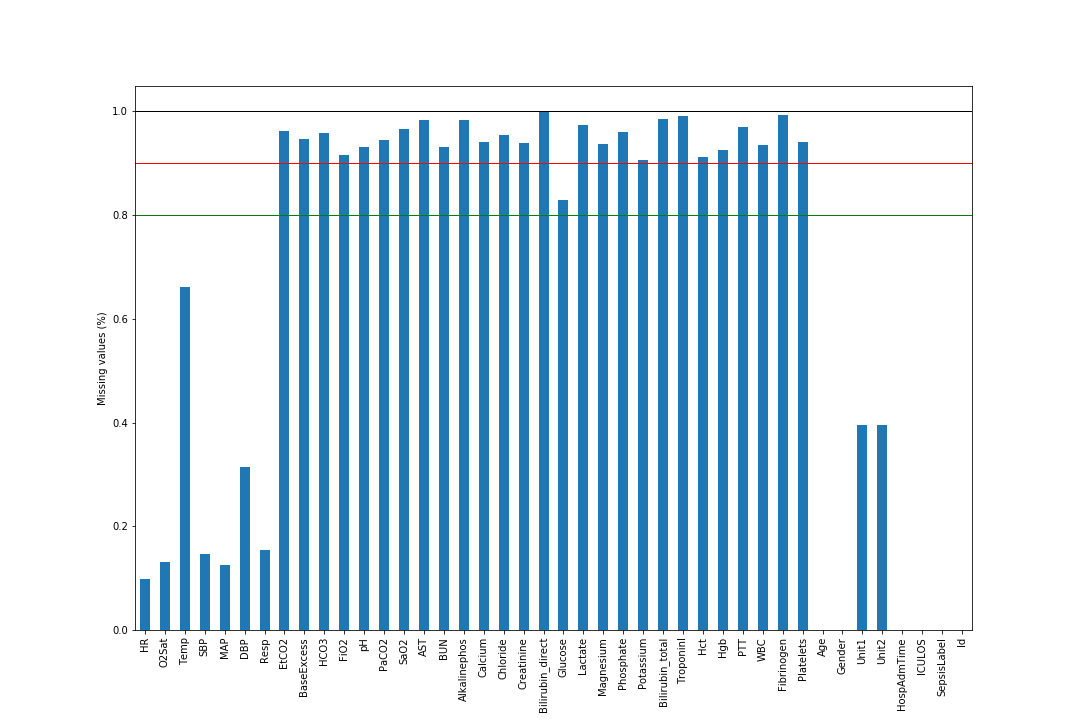 1.0
0.8
0.6
0.4
0.2
0.0
Missing values (%)
HR
O2Sat
Temp
SBP
MAP
DBP
Resp
EtCO2
BaseExcess
HCO3
FiO2
pH
PaCO2
SaO2
AST
BUN
Alkalinephos
Calcium
Chloride
Creatinine
Bilirubin_direct
Glucose
Lactate
Magnesium
Phosphate
Potassium
Bilirubin_total
TroponinI
Hct
Hgb
PTT
WBC
Fibrinogen
Platelets
Age
Gender
Unit1
Unit2
HospAdmTime
ICULOS
SepsisLabel
Id